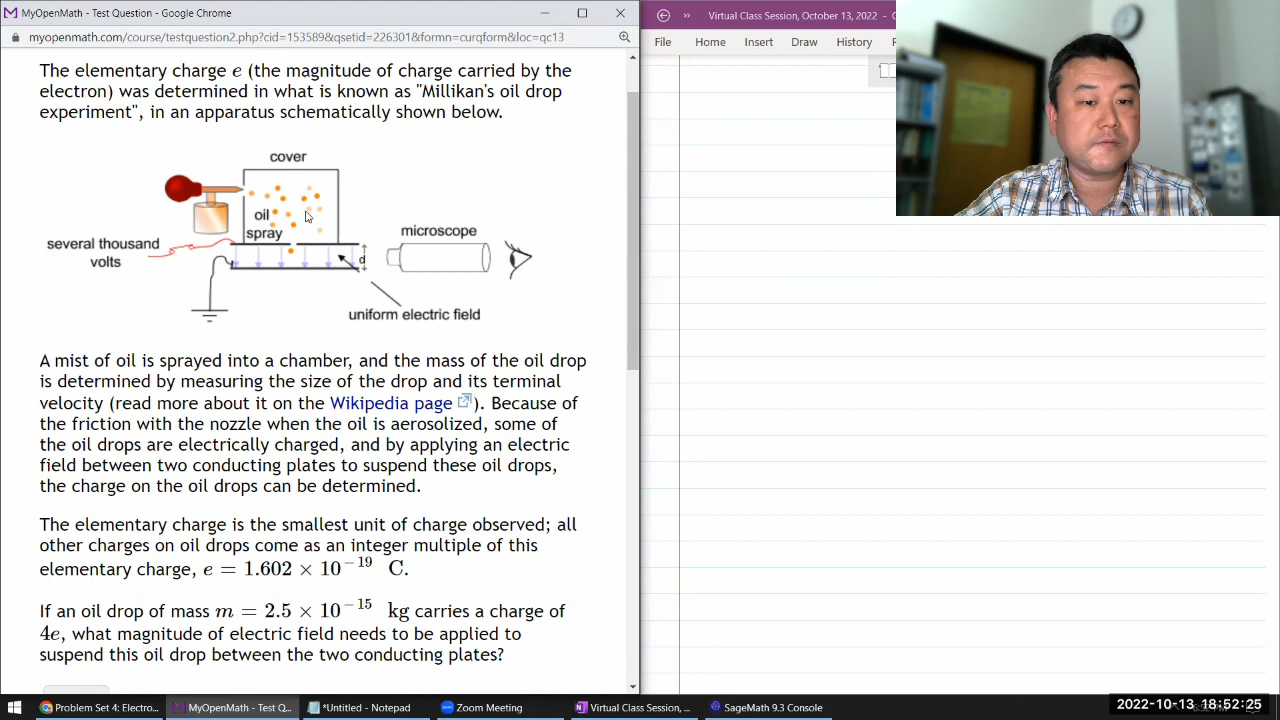 MyOpenMath - Test Question - Google Chrome
myopenmath.com/course/testquestion2.php?cid=153589&qsetid=226301&formn=curqform&loc=qc13
The elementary charge e (the magnitude of charge carried by the
electron) was determined in what is known as "Millikan's oil drop
experiment", in an apparatus schematically shown below.
cover
oil
spray
several thousand
volts
d
microscope
uniform electric field
A mist of oil is sprayed into a chamber, and the mass of the oil drop
is determined by measuring the size of the drop and its terminal
velocity (read more about it on the Wikipedia page). Because of
the friction with the nozzle when the oil is aerosolized, some of
the oil drops are electrically charged, and by applying an electric
field between two conducting plates to suspend these oil drops,
the charge on the oil drops can be determined.
The elementary charge is the smallest unit of charge observed; all
other charges on oil drops come as an integer multiple of this
elementary charge, e = 1.602 × 10⁻¹⁹ C.
If an oil drop of mass m = 2.5 × 10⁻¹⁵ kg carries a charge of
4e, what magnitude of electric field needs to be applied to
suspend this oil drop between the two conducting plates?
Virtual Class Session, October 13, 2022 -
File Home Insert Draw History
Problem Set 4: Electro...
MyOpenMath - Test Q...
*Untitled - Notepad
Zoom Meeting
Virtual Class Session, ...
SageMath 9.3 Console
2022-10-13 18:52:25